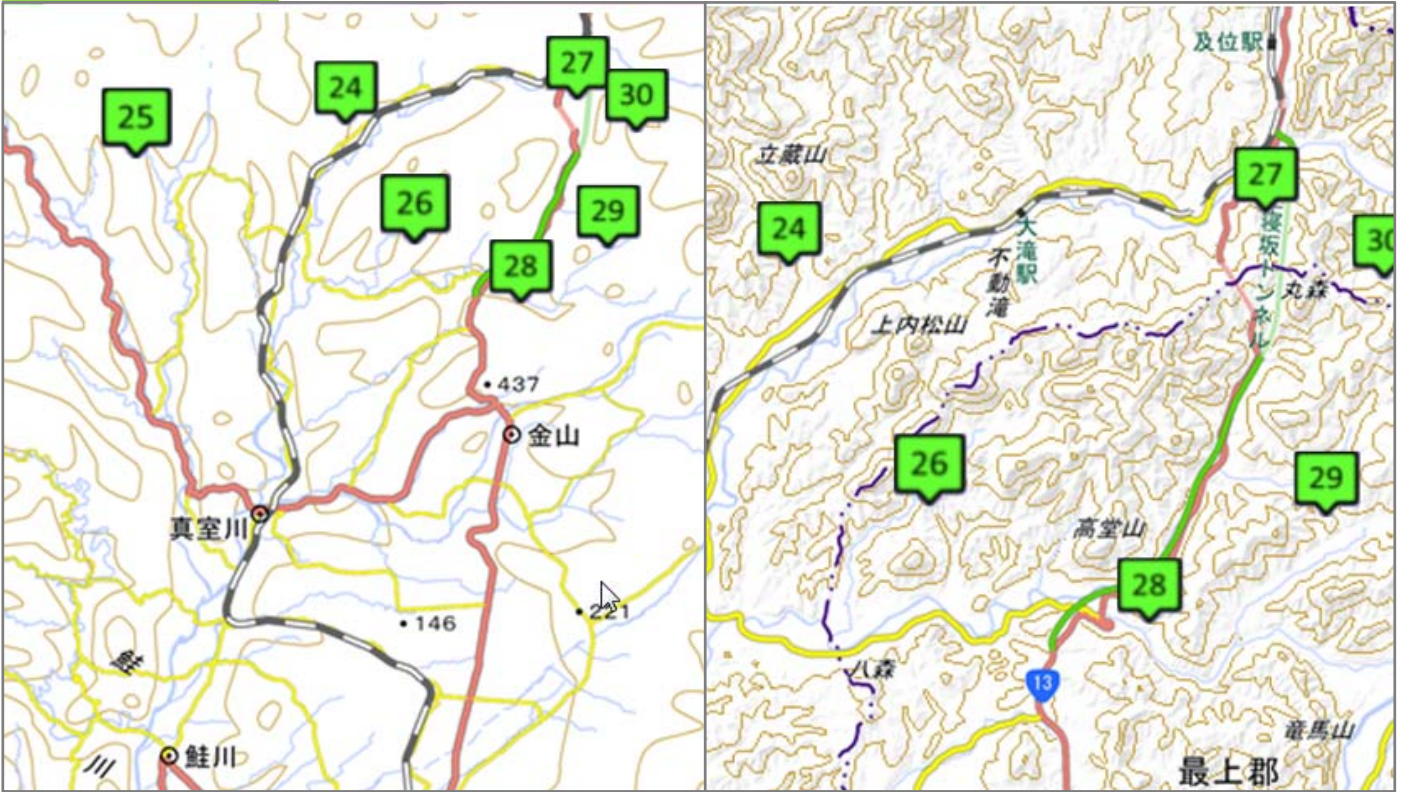 27
24
30
25
26
29
28
437
金山
真室川
221
146
鮭
川
鮭川
及位駅
立蔵山
27
24
大滝駅
不動滝
30
雄勝トンネル
丸森
上内松山
26
29
高堂山
28
八森
13
竜馬山
最上郡